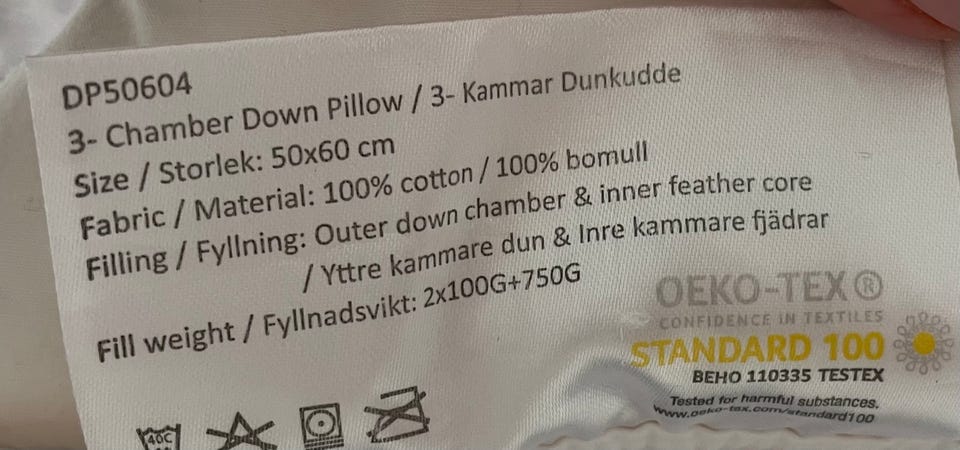 DP50604
3- Chamber Down Pillow / 3- Kammar Dunkudde
Size / Storlek: 50x60 cm
Fabric / Material: 100% cotton / 100% bomull
Filling / Fyllning: Outer down chamber & inner feather core
/ Yttre kammare dun & Inre kammare fjädrar
Fill weight / Fyllnadsvikt: 2x100G+750G
OEKO-TEX®
CONFIDENCE IN TEXTILES
STANDARD 100
BEHO 110335 TESTEX
Tested for harmful substances.
www.oeko-tex.com/standard100
40C